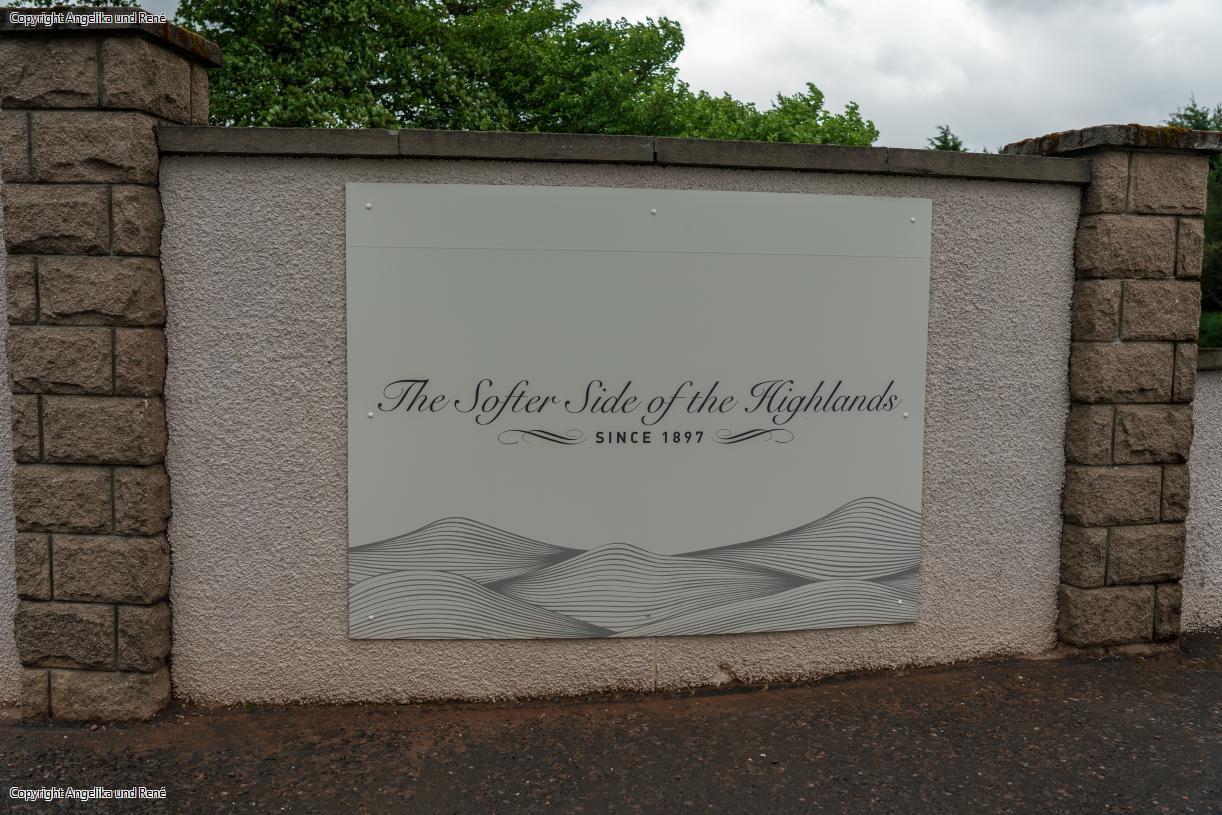 Copyright Angelika und René
The Softer Side of the Highlands
SINCE 1897
Copyright Angelika und René